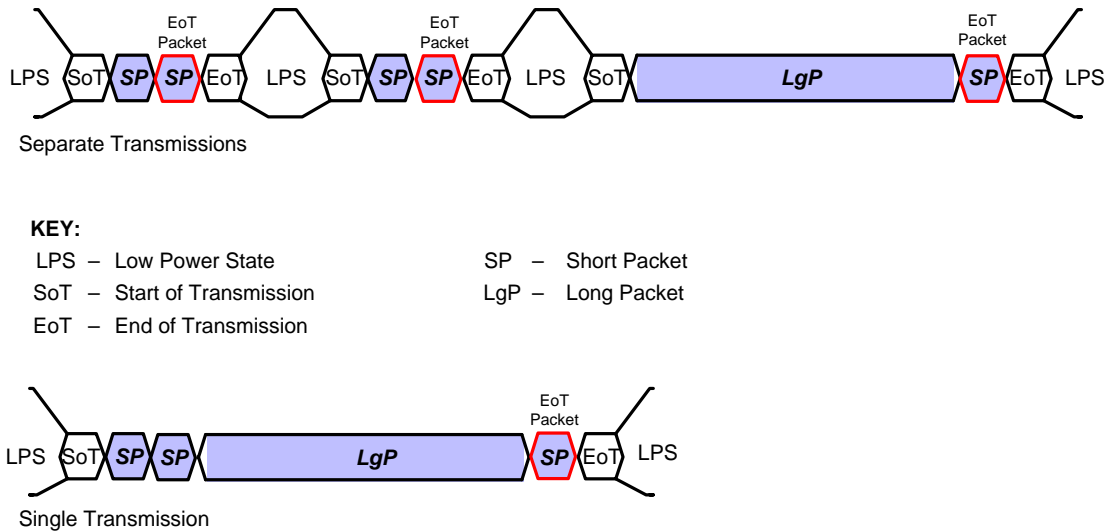 EoT
Packet
EoT
Packet
EoT
Packet
LPS SoT SP SP EoT LPS SoT SP SP EoT LPS SoT LgP SP EoT LPS
Separate Transmissions
KEY:
LPS – Low Power State
SP – Short Packet
SoT – Start of Transmission
LgP – Long Packet
EoT – End of Transmission
EoT
Packet
LPS SoT SP SP LgP SP EoT LPS
Single Transmission